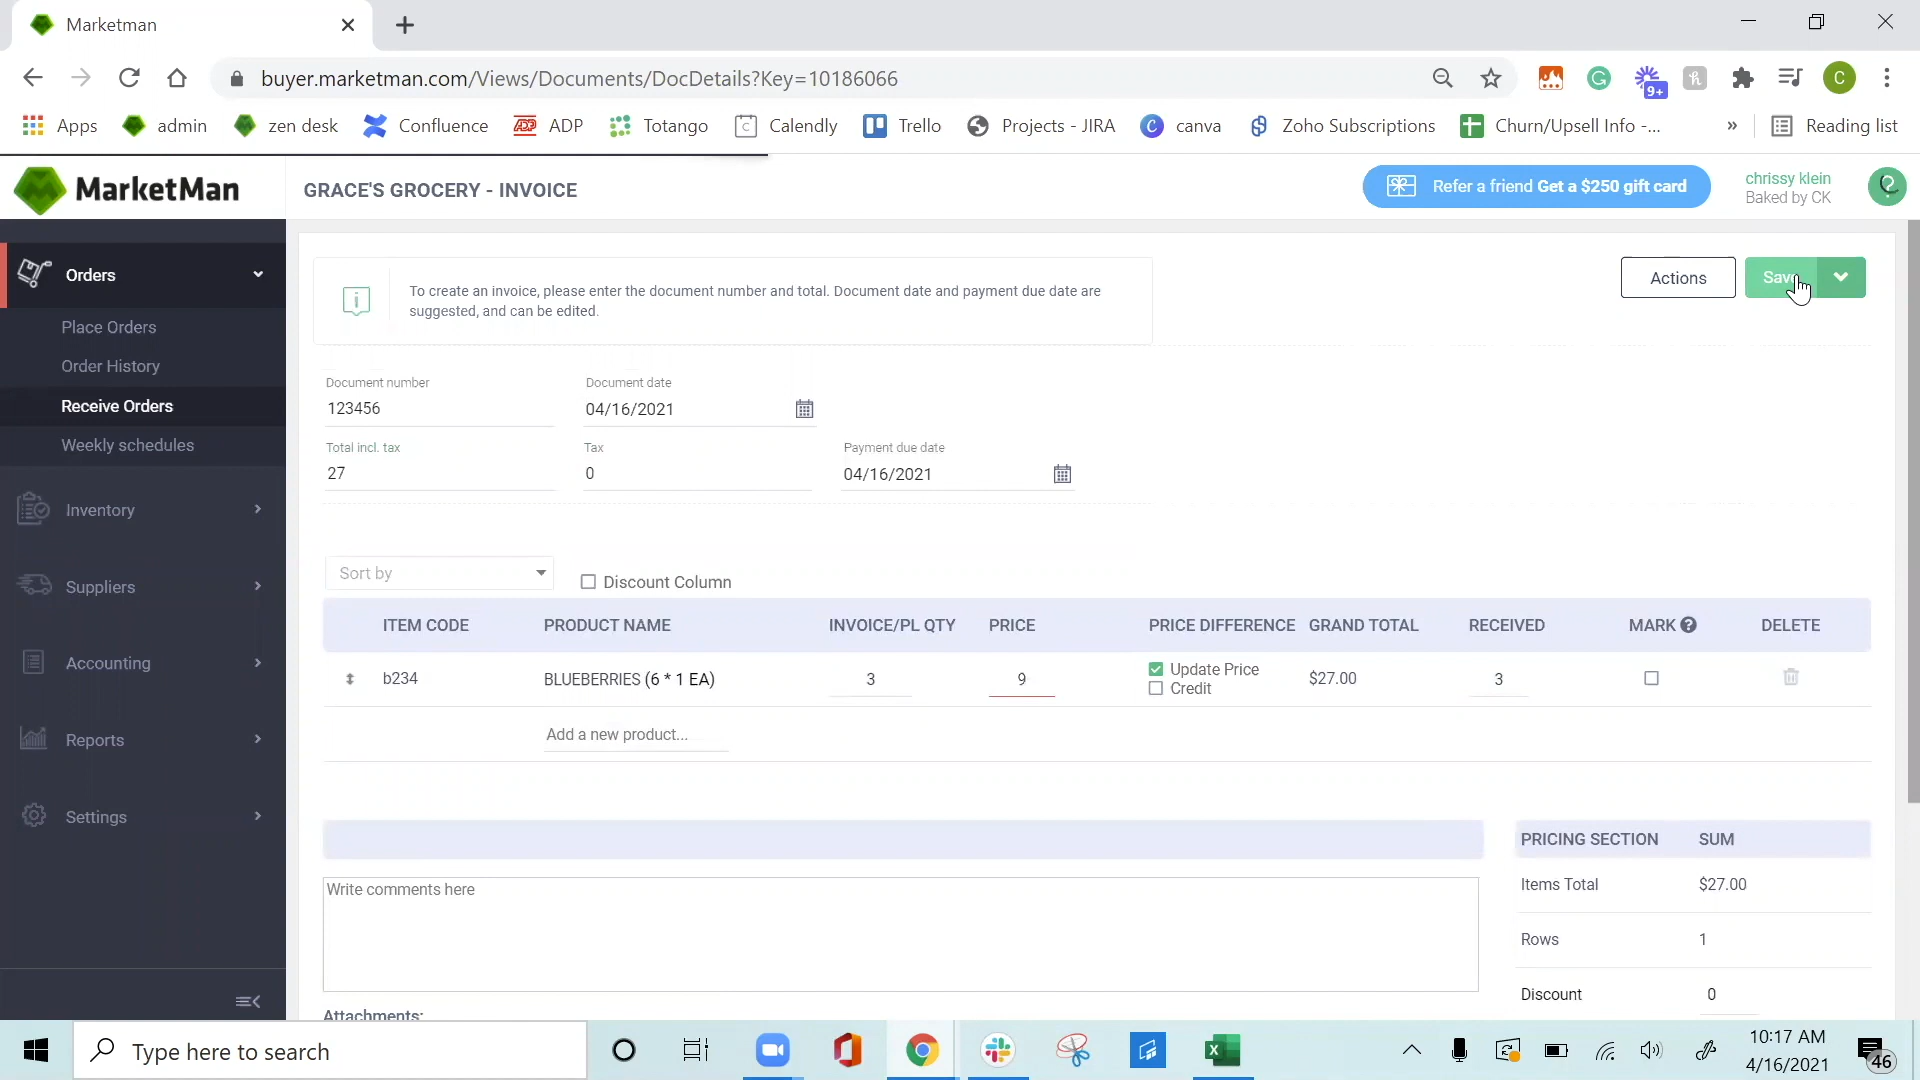 Marketman
buyer.marketman.com/Views/Documents/DocDetails?Key=10186066
9+
C
Apps
admin
zen desk
Confluence
ADP
Totango
Calendly
Trello
Projects - JIRA
canva
Zoho Subscriptions
Churn/Upsell Info -...
»
Reading list
MarketMan
GRACE'S GROCERY - INVOICE
Refer a friend Get a $250 gift card
chrissy klein
Baked by CK
?
Orders
Place Orders
Order History
Receive Orders
Weekly schedules
Inventory
Suppliers
Accounting
Reports
Settings
To create an invoice, please enter the document number and total. Document date and payment due date are
suggested, and can be edited.
Actions
Save
Document number
123456
Document date
04/16/2021
Total incl. tax
27
Tax
0
Payment due date
04/16/2021
Sort by
Discount Column
ITEM CODE PRODUCT NAME INVOICE/PL QTY PRICE PRICE DIFFERENCE GRAND TOTAL RECEIVED MARK ? DELETE
b234 BLUEBERRIES (6 * 1 EA) 3 9 Update Price $27.00 3
Credit
Add a new product...
Write comments here
PRICING SECTION SUM
Items Total $27.00
Rows 1
Discount 0
Attachments:
Type here to search
10:17 AM
4/16/2021
46